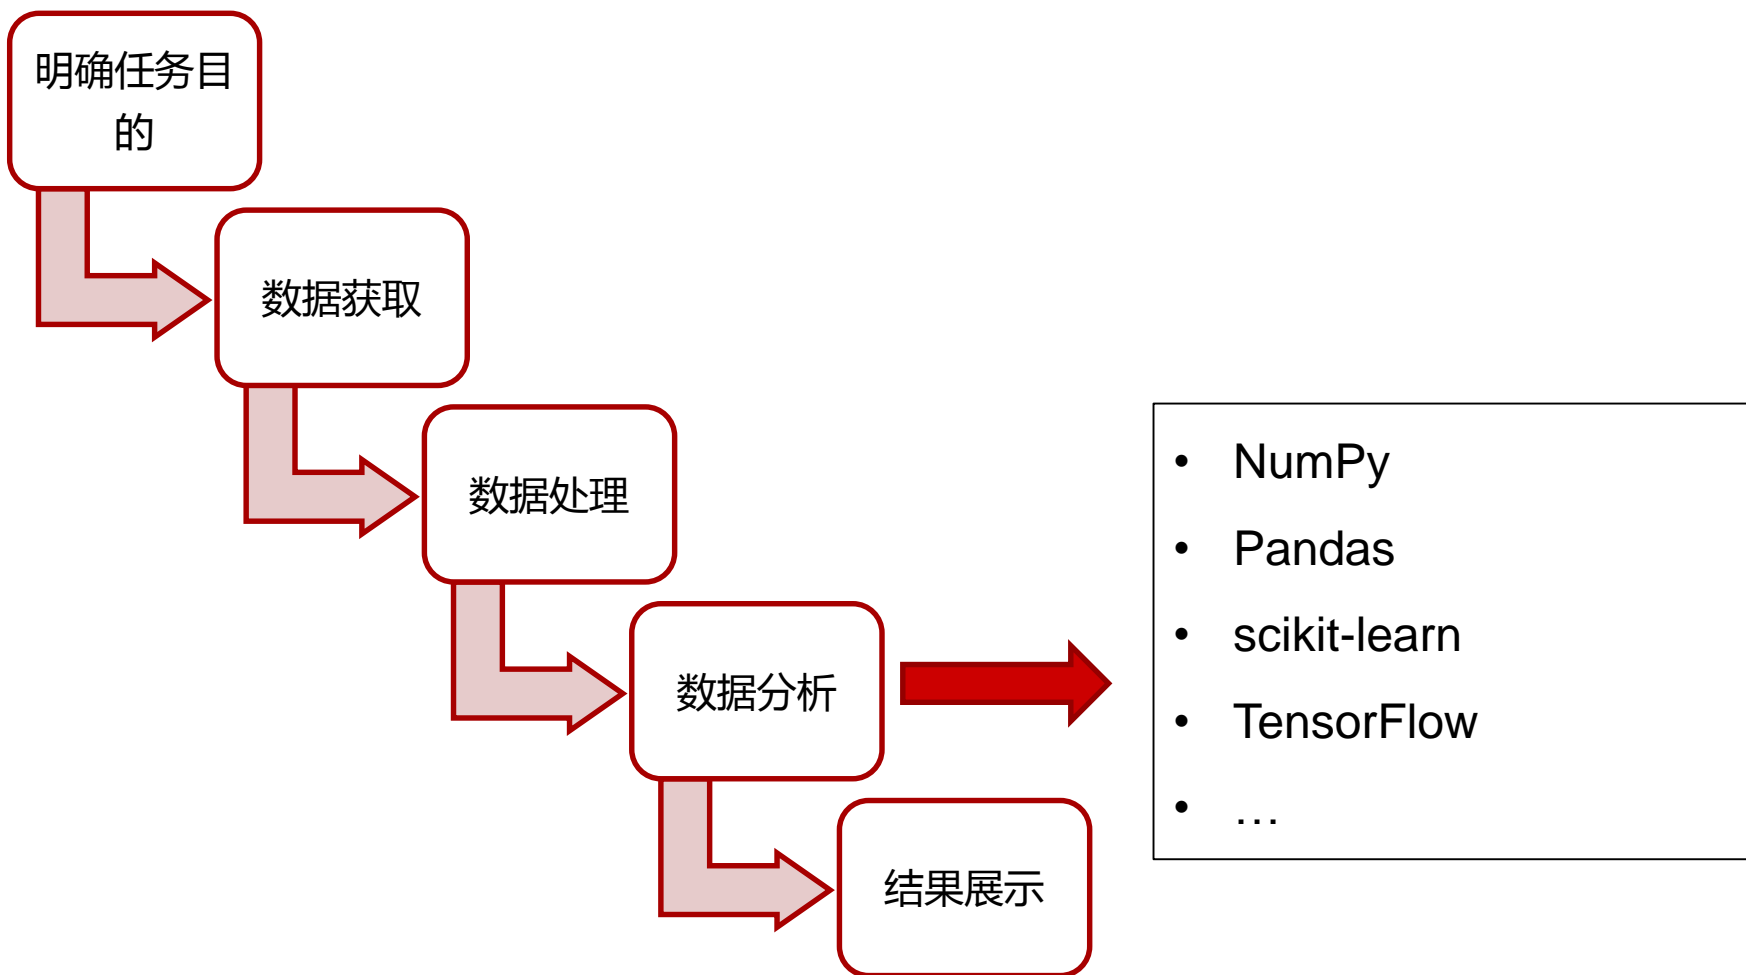 明确任务目
的
数据获取
数据处理
数据分析
结果展示
• NumPy
• Pandas
• scikit-learn
• TensorFlow
• …